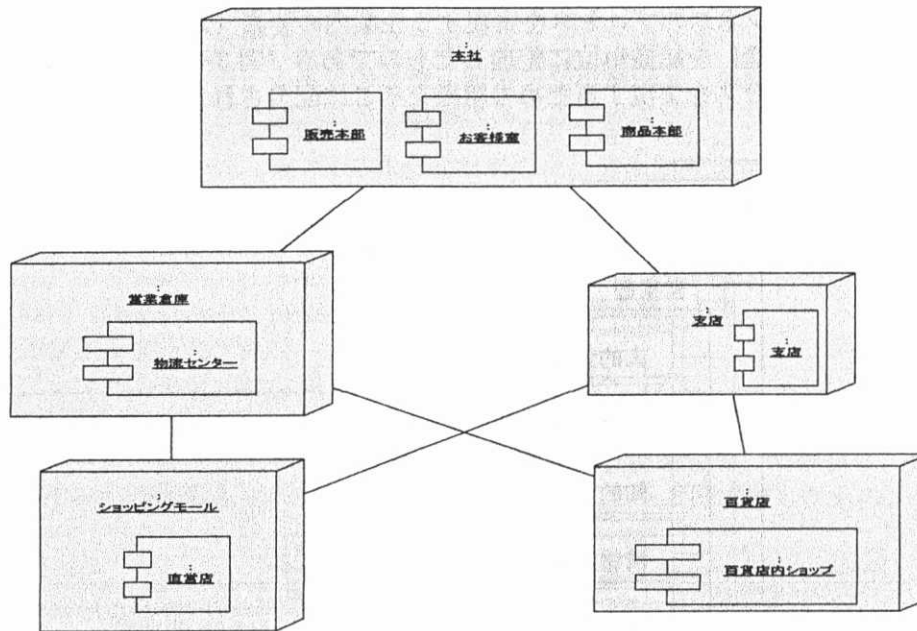 :
本社
:
販売本部
:
お客様室
:
商品本部
:
営業倉庫
:
物流センター
:
支店
:
支店
:
ショッピングモール
:
直営店
:
百貨店
:
百貨店内ショップ